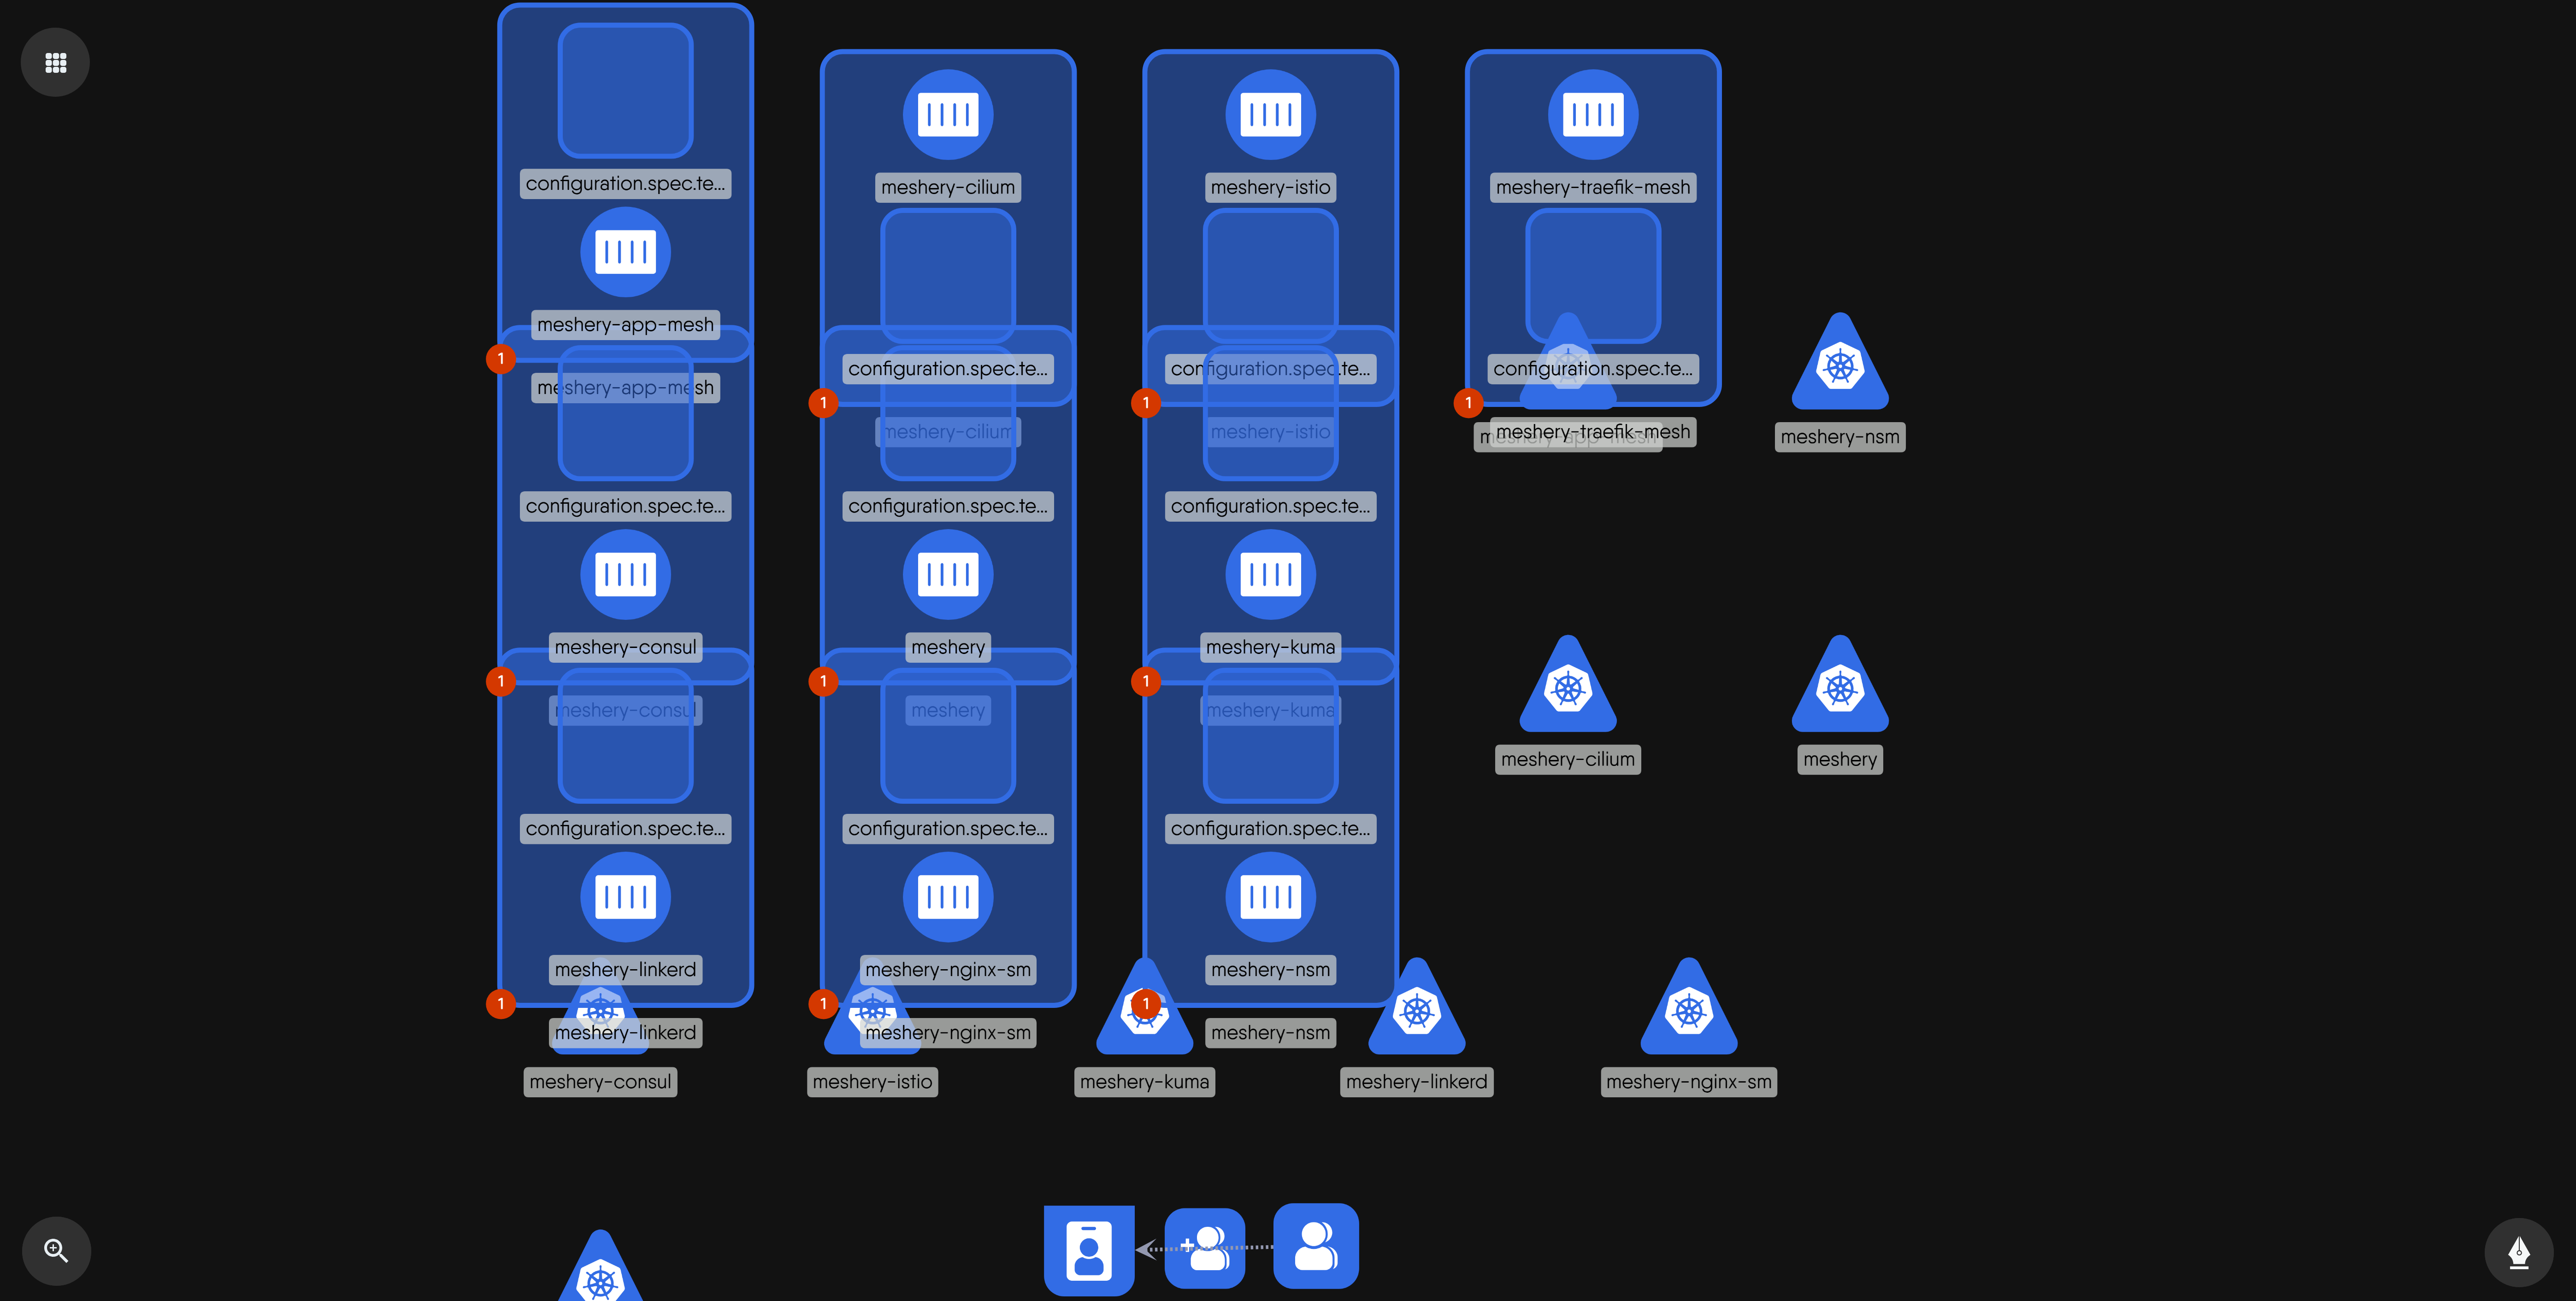 configuration.spec.te...
meshery-cilium
meshery-istio
meshery-traefik-mesh
meshery-app-mesh
1
meshery-app-mesh
configuration.spec.te...
configuration.spec.te...
configuration.spec.te...
1
1
1
meshery-cilium
meshery-istio
meshery-app-mesh
meshery-traefik-mesh
meshery-nsm
configuration.spec.te...
configuration.spec.te...
configuration.spec.te...
meshery-consul
meshery
meshery-kuma
1
1
1
meshery-consul
meshery
meshery-kuma
meshery-cilium
meshery
configuration.spec.te...
configuration.spec.te...
configuration.spec.te...
meshery-linkerd
meshery-nginx-sm
meshery-nsm
1
1
1
meshery-linkerd
meshery-nginx-sm
meshery-nsm
meshery-consul
meshery-istio
meshery-kuma
meshery-linkerd
meshery-nginx-sm